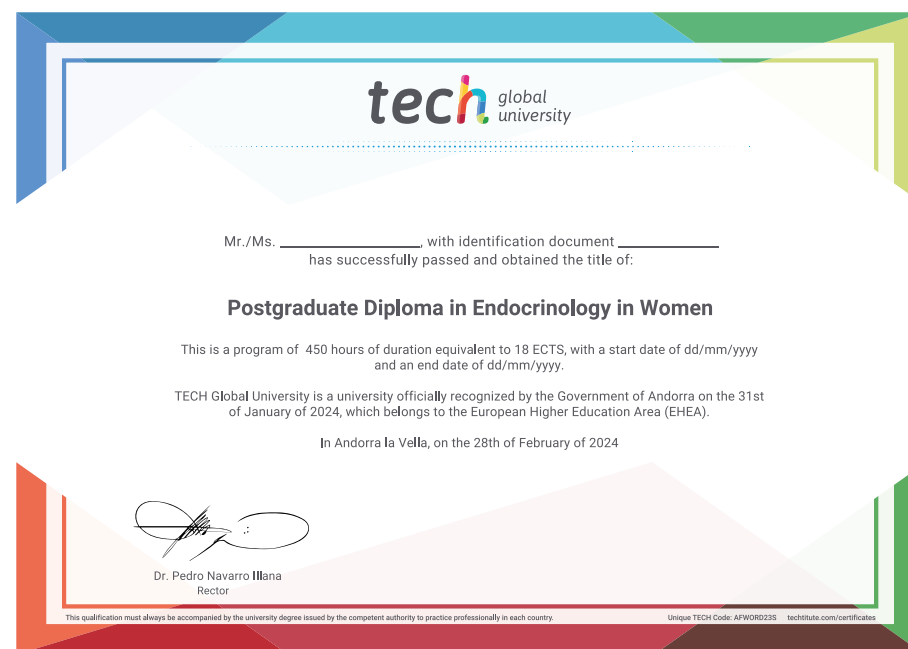 tech global university
Mr./Ms. ____________, with identification document ____________
has successfully passed and obtained the title of:
Postgraduate Diploma in Endocrinology in Women
This is a program of 450 hours of duration equivalent to 18 ECTS, with a start date of dd/mm/yyyy
and an end date of dd/mm/yyyy.
TECH Global University is a university officially recognized by the Government of Andorra on the 31st
of January of 2024, which belongs to the European Higher Education Area (EHEA).
In Andorra la Vella, on the 28th of February of 2024
Dr. Pedro Navarro Illana
Rector
This qualification must always be accompanied by the university degree issued by the competent authority to practice professionally in each country.
Unique TECH Code: AFWORD23S techtitute.com/certificates